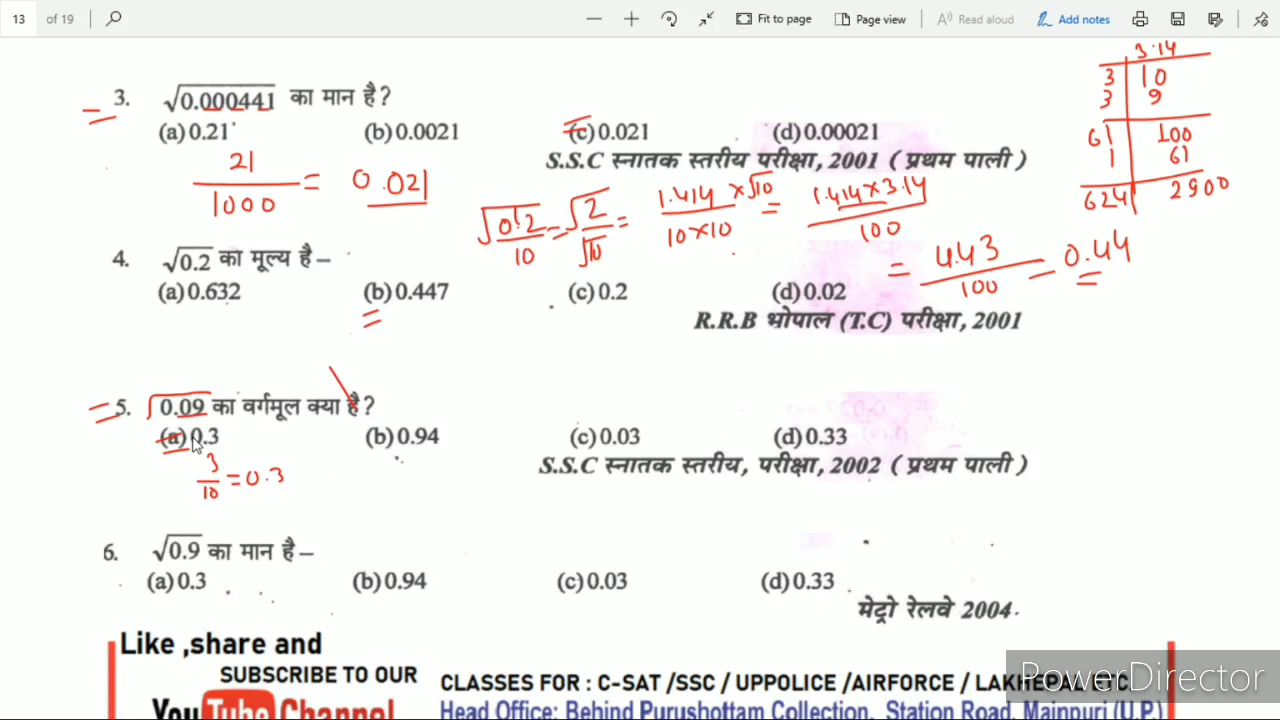 13 of 19 Fit to page Page view Read aloud Add notes
3. √0.000441 का मान है?
(a) 0.21 (b) 0.0021 (c) 0.021 (d) 0.00021
S.S.C स्नातक स्तरीय परीक्षा, 2001 ( प्रथम पाली )
21/1000 = 0.021
3.14
3 | 10
3 | 9
61 | 100
1 | 61
624 | 2900
√0.2/10 = √2/√10 = 1.414 × √10/10×10 = 1.414×3.14/100
= 4.43/100 = 0.44
4. √0.2 का मूल्य है –
(a) 0.632 (b) 0.447 (c) 0.2 (d) 0.02
R.R.B भोपाल (T.C) परीक्षा, 2001
5. √0.09 का वर्गमूल क्या है?
(a) 0.3 (b) 0.94 (c) 0.03 (d) 0.33
S.S.C स्नातक स्तरीय, परीक्षा, 2002 ( प्रथम पाली )
3/10 = 0.3
6. √0.9 का मान है –
(a) 0.3 (b) 0.94 (c) 0.03 (d) 0.33
मेट्रो रेलवे 2004.
Like ,share and
SUBSCRIBE TO OUR
YouTube Channel
CLASSES FOR : C-SAT /SSC / UPPOLICE /AIRFORCE / LAKHEPAL ETC
Head Office: Behind Purushottam Collection, Station Road, Mainpuri (U.P.)
PowerDirector